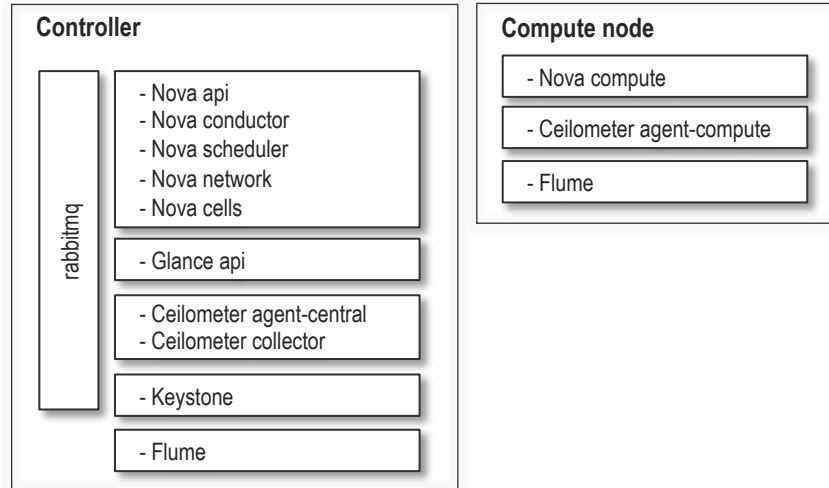 Controller
rabbitmq
- Nova api
- Nova conductor
- Nova scheduler
- Nova network
- Nova cells
- Glance api
- Ceilometer agent-central
- Ceilometer collector
- Keystone
- Flume
Compute node
- Nova compute
- Ceilometer agent-compute
- Flume